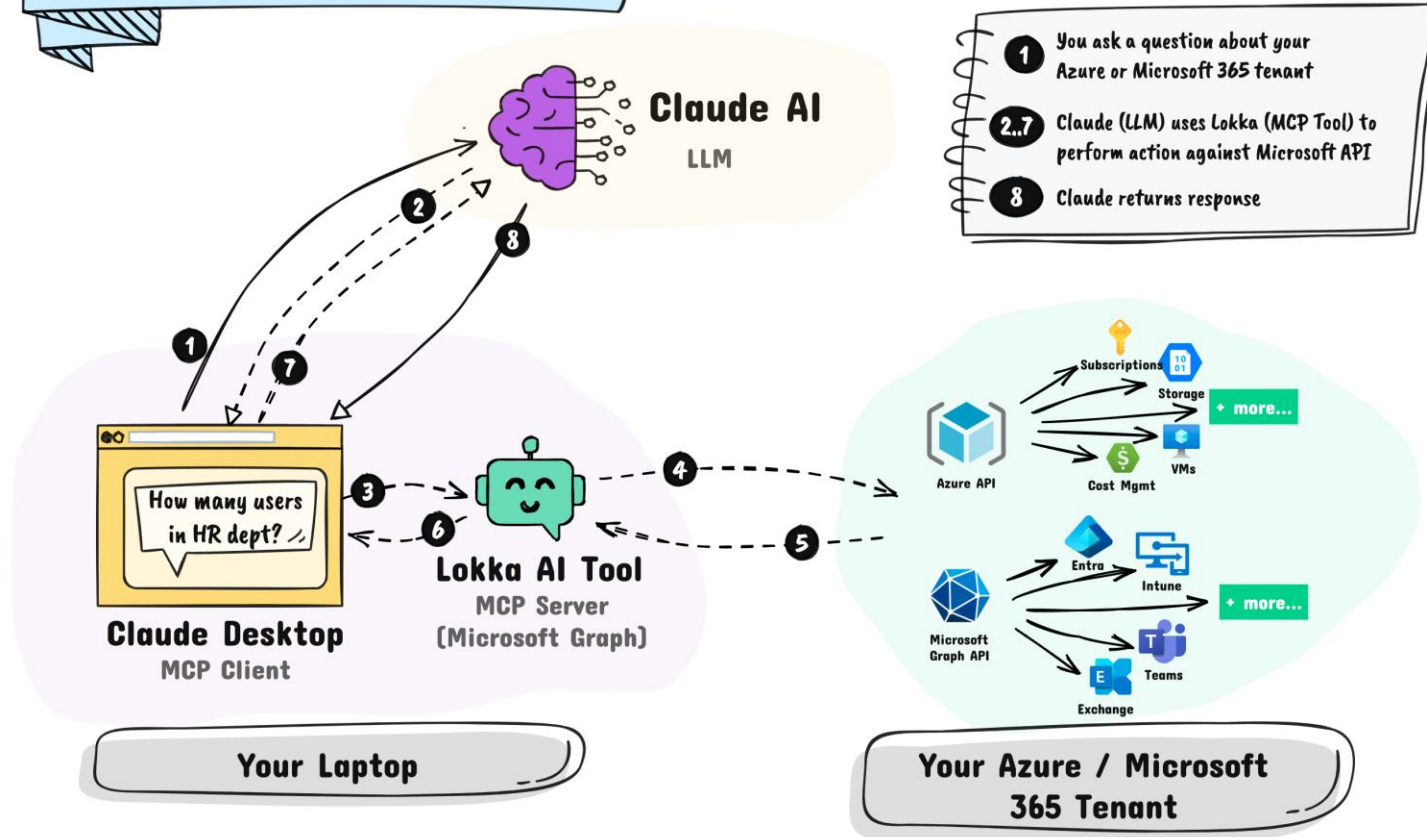 Claude AI
LLM
1
You ask a question about your
Azure or Microsoft 365 tenant
2..7
Claude (LLM) uses Lokka (MCP Tool) to
perform action against Microsoft API
8
Claude returns response
2
8
1
7
How many users
in HR dept?
3
6
4
5
Claude Desktop
MCP Client
Lokka AI Tool
MCP Server
(Microsoft Graph)
Your Laptop
Subscriptions
10
01
Storage
+ more...
VMs
$
Cost Mgmt
Azure API
Entra
Intune
+ more...
Microsoft
Graph API
T
Teams
E
Exchange
Your Azure / Microsoft
365 Tenant